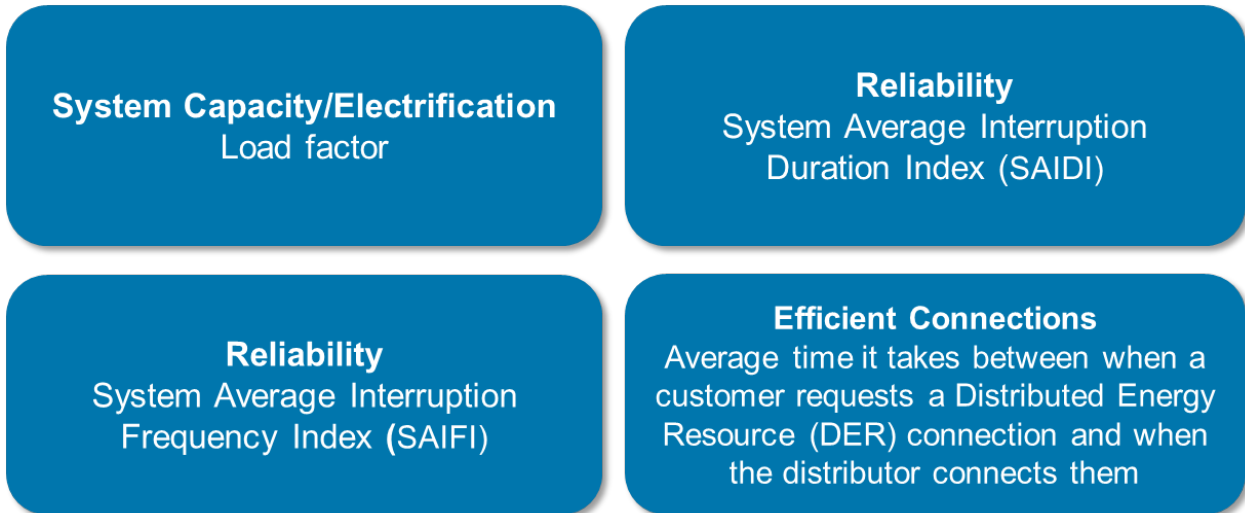 System Capacity/Electrification
Load factor
Reliability
System Average Interruption
Duration Index (SAIDI)
Reliability
System Average Interruption
Frequency Index (SAIFI)
Efficient Connections
Average time it takes between when a
customer requests a Distributed Energy
Resource (DER) connection and when
the distributor connects them